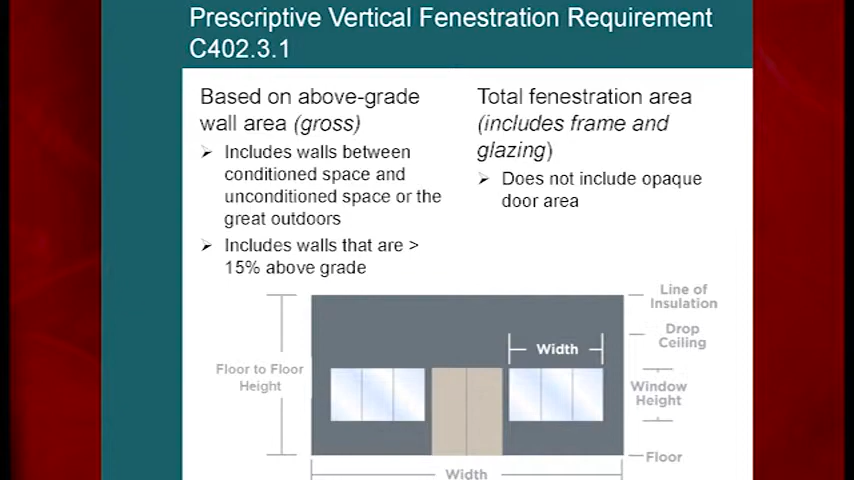 Prescriptive Vertical Fenestration Requirement
C402.3.1
Based on above-grade
wall area (gross)
➢ Includes walls between
conditioned space and
unconditioned space or the
great outdoors
➢ Includes walls that are >
15% above grade
Total fenestration area
(includes frame and
glazing)
➢ Does not include opaque
door area
Line of
Insulation
Drop
Ceiling
Width
Floor to Floor
Height
Window
Height
Floor
Width